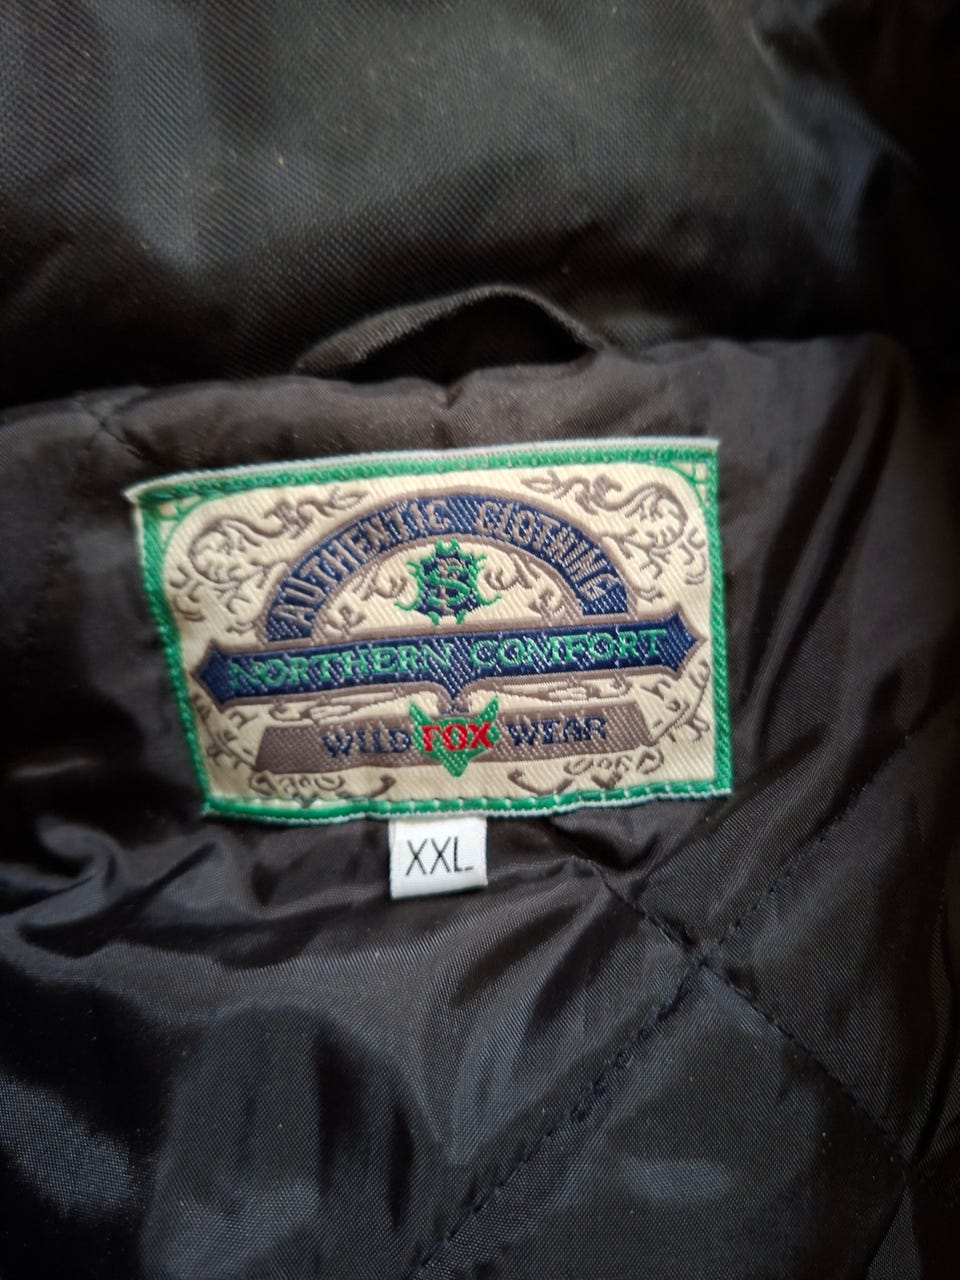 AUTHENTIC CLOTHING
NORTHERN COMFORT
WILD FOX WEAR
XXL